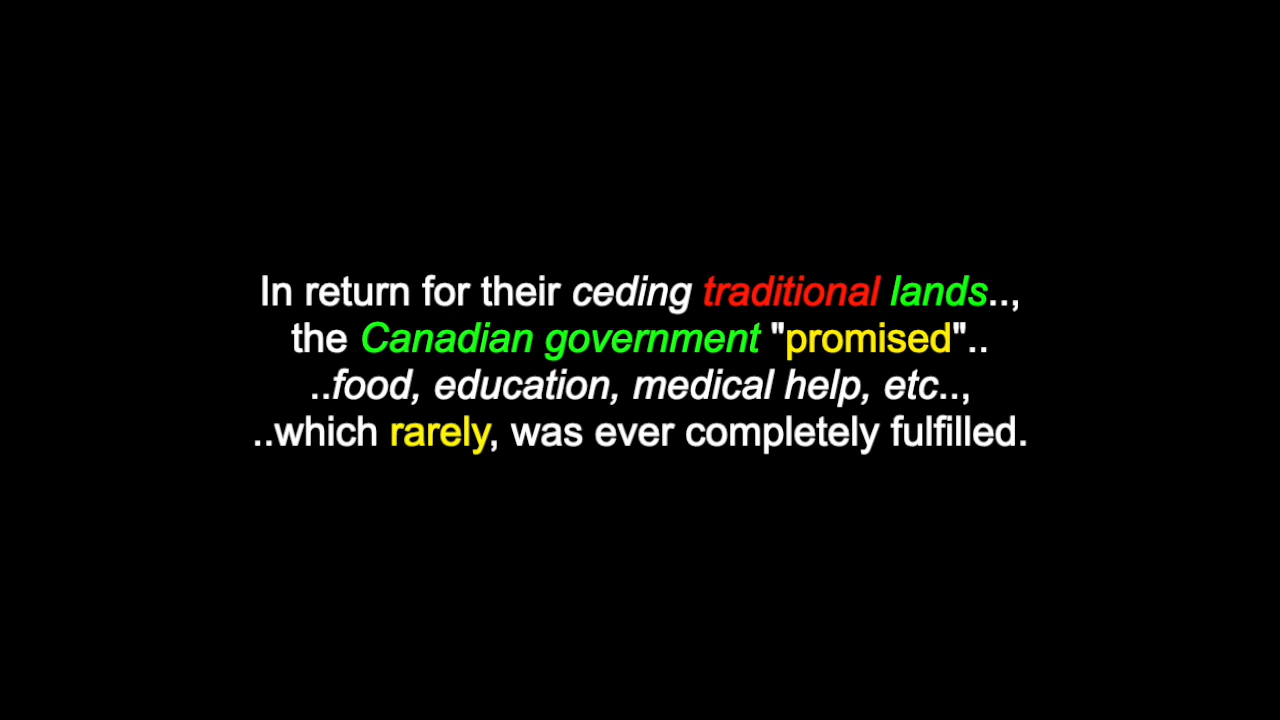 In return for their ceding traditional lands..,
the Canadian government "promised"..
..food, education, medical help, etc..,
..which rarely, was ever completely fulfilled.